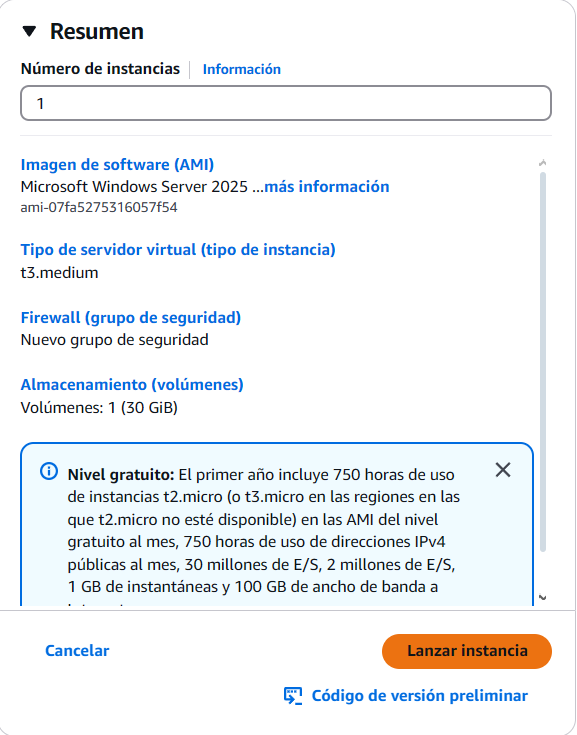 Resumen
Número de instancias Información
1
Imagen de software (AMI)
Microsoft Windows Server 2025 ...más información
ami-07fa5275316057f54
Tipo de servidor virtual (tipo de instancia)
t3.medium
Firewall (grupo de seguridad)
Nuevo grupo de seguridad
Almacenamiento (volúmenes)
Volúmenes: 1 (30 GiB)
Nivel gratuito: El primer año incluye 750 horas de uso
de instancias t2.micro (o t3.micro en las regiones en las
que t2.micro no esté disponible) en las AMI del nivel
gratuito al mes, 750 horas de uso de direcciones IPv4
públicas al mes, 30 millones de E/S, 2 millones de E/S,
1 GB de instantáneas y 100 GB de ancho de banda a
Cancelar
Lanzar instancia
Código de versión preliminar